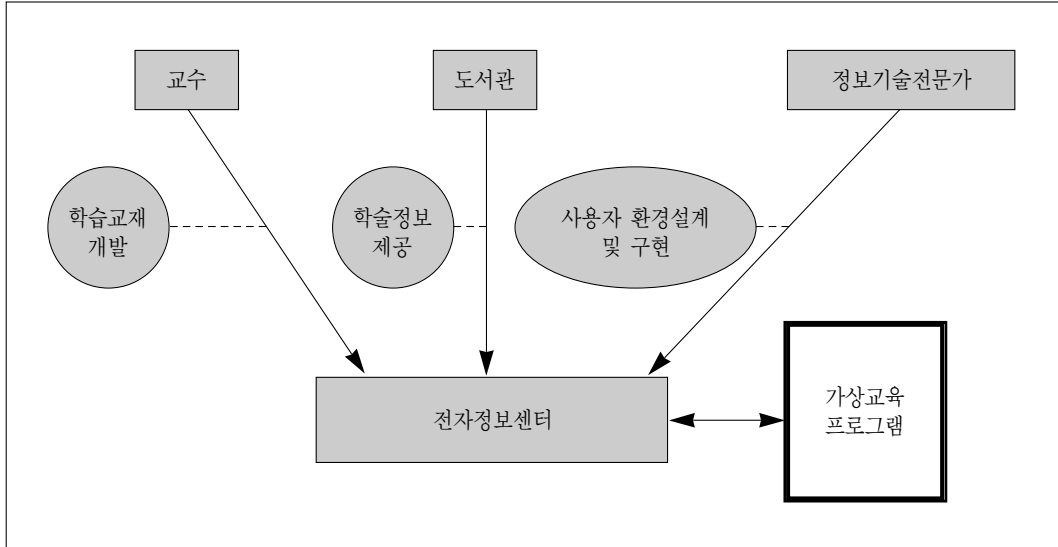 교수
도서관
정보기술전문가
학습교재
개발
학술정보
제공
사용자 환경설계
및 구현
전자정보센터
가상교육
프로그램